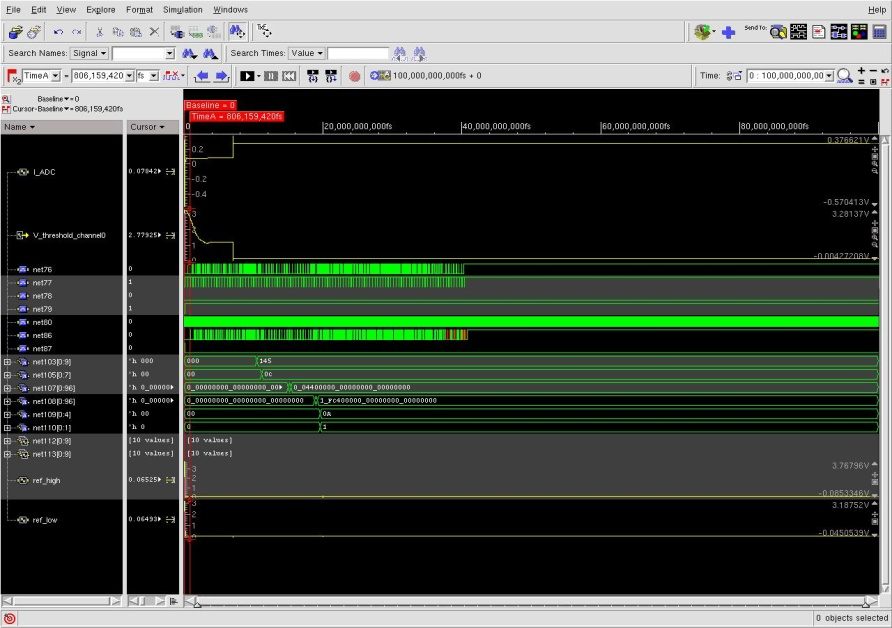 File Edit View Explore Format Simulation Windows Help
Send To:
Search Names: Signal Search Times: Value
TimeA = 806,159,420 fs 100,000,000,000fs + 0 Time: 0 : 100,000,000,00
Baseline = 0
Cursor-Baseline = 806,159,420fs
Baseline = 0
TimeA = 806,159,420fs
Name Cursor 0 20,000,000,000fs 40,000,000,000fs 60,000,000,000fs 80,000,000,000fs
0.376621V
0.2
0
I_ADC 0.07842
-0.2
-0.4
-0.570413V
3 3.28137V
2
V_threshold_channel0 2.77925
1
-0.00427208V
net76 0
net77 1
net78 0
net79 1
net80 0
net86 0
net87 0
net103[0:9] 'h 000 000 145
net105[0:7] 'h 00 00 0c
net107[0:96] 'h 0_00000 0_00000000_00000000_00 0_04400000_00000000_00000000
net108[0:96] 'h 0_00000 0_00000000_00000000_00000000 1_Fc400000_00000000_00000000
net109[0:4] 'h 00 00 0A
net110[0:1] 'h 0 0 1
net112[0:9] [10 values] [10 values]
net113[0:9] [10 values] [10 values]
3 3.76796V
2
ref_high 0.06525
1
0 -0.0853346V
3 3.18752V
2
ref_low 0.06493
1
-0.0450539V
0
0 objects selected